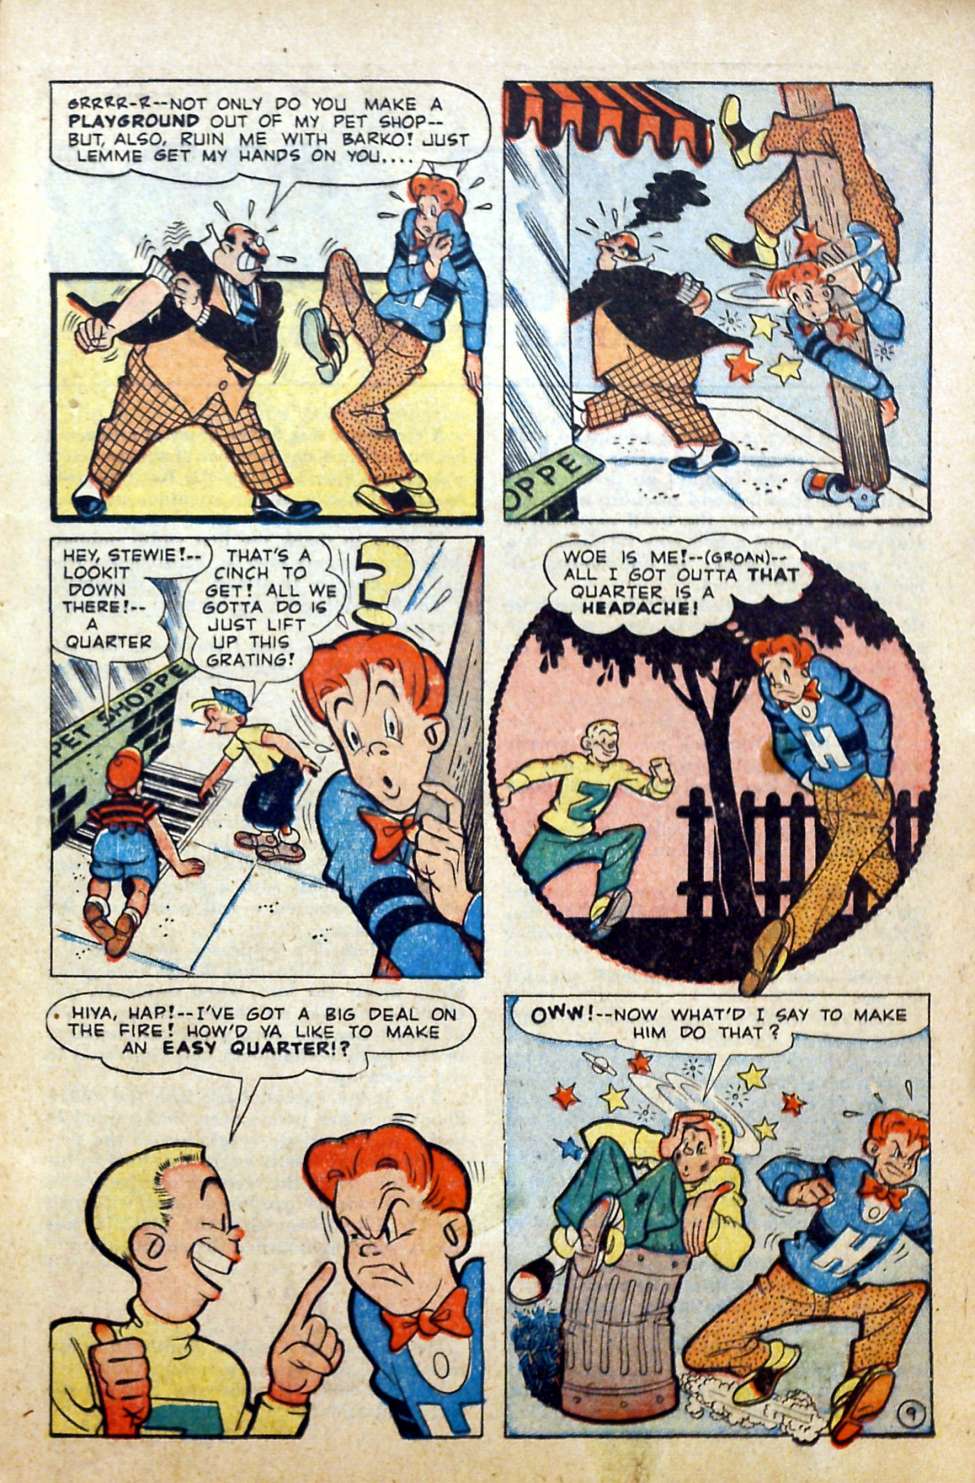 GRRRR-R--NOT ONLY DO YOU MAKE A
PLAYGROUND OUT OF MY PET SHOP--
BUT, ALSO, RUIN ME WITH BARKO! JUST
LEMME GET MY HANDS ON YOU....
OPPE
HEY, STEWIE!--
LOOKIT
DOWN
THERE!--
A
QUARTER
THAT'S A
CINCH TO
GET! ALL WE
GOTTA DO IS
JUST LIFT
UP THIS
GRATING!
?
PET SHOPPE
WOE IS ME!--(GROAN)--
ALL I GOT OUTTA THAT
QUARTER IS A
HEADACHE!
Z
H
HIYA, HAP!--I'VE GOT A BIG DEAL ON
THE FIRE! HOW'D YA LIKE TO MAKE
AN EASY QUARTER!?
H
OWW!--NOW WHAT'D I SAY TO MAKE
HIM DO THAT?
H
9